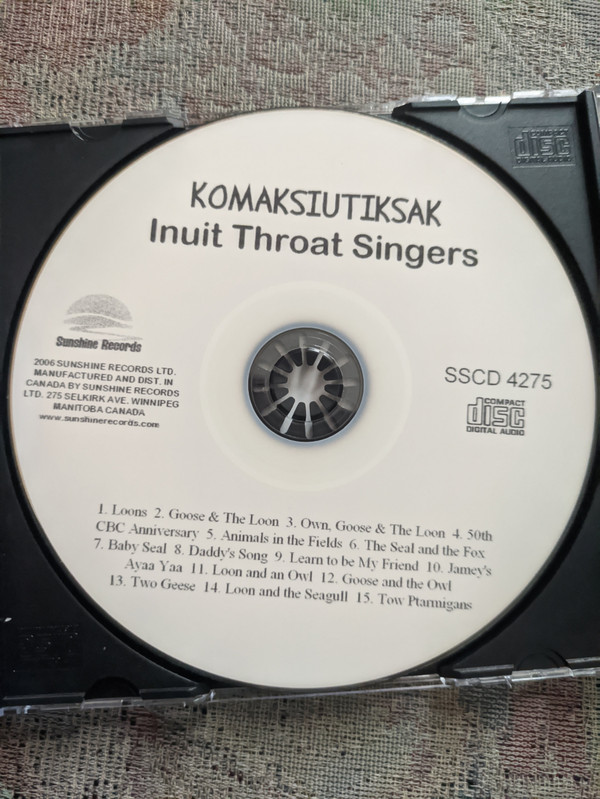 COMPACT
disc
DIGITAL AUDIO
KOMAKSIUTIKSAK
Inuit Throat Singers
Sunshine Records
2006 SUNSHINE RECORDS LTD.
MANUFACTURED AND DIST. IN
CANADA BY SUNSHINE RECORDS
LTD. 275 SELKIRK AVE. WINNIPEG
MANITOBA CANADA
www.sunshinerecords.com
SSCD 4275
COMPACT
disc
DIGITAL AUDIO
1. Loons 2. Goose & The Loon 3. Own, Goose & The Loon 4. 50th
CBC Anniversary 5. Animals in the Fields 6. The Seal and the Fox
7. Baby Seal 8. Daddy's Song 9. Learn to be My Friend 10. Jamey's
Ayaa Yaa 11. Loon and an Owl 12. Goose and the Owl
13. Two Geese 14. Loon and the Seagull 15. Tow Ptarmigans